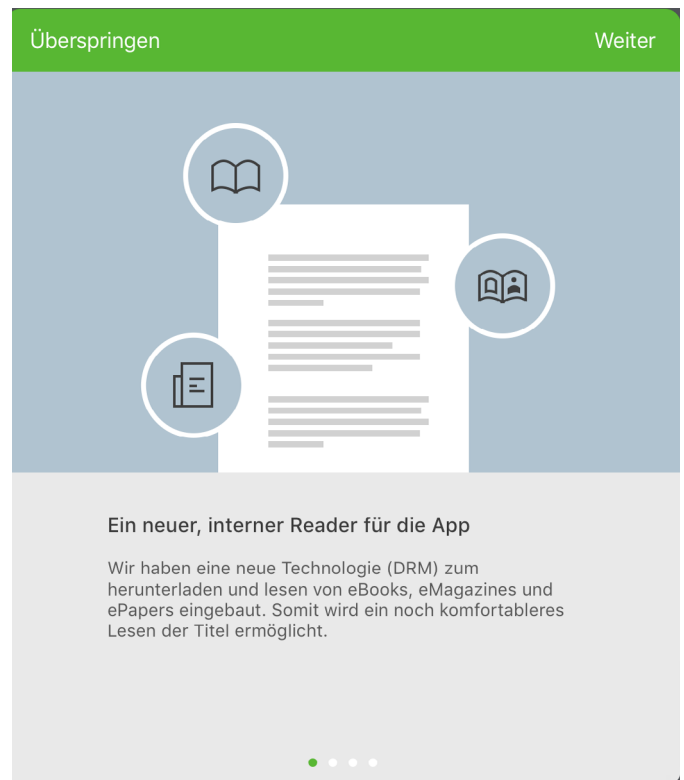 Überspringen
Weiter
Ein neuer, interner Reader für die App
Wir haben eine neue Technologie (DRM) zum
herunterladen und lesen von eBooks, eMagazines und
ePapers eingebaut. Somit wird ein noch komfortableres
Lesen der Titel ermöglicht.